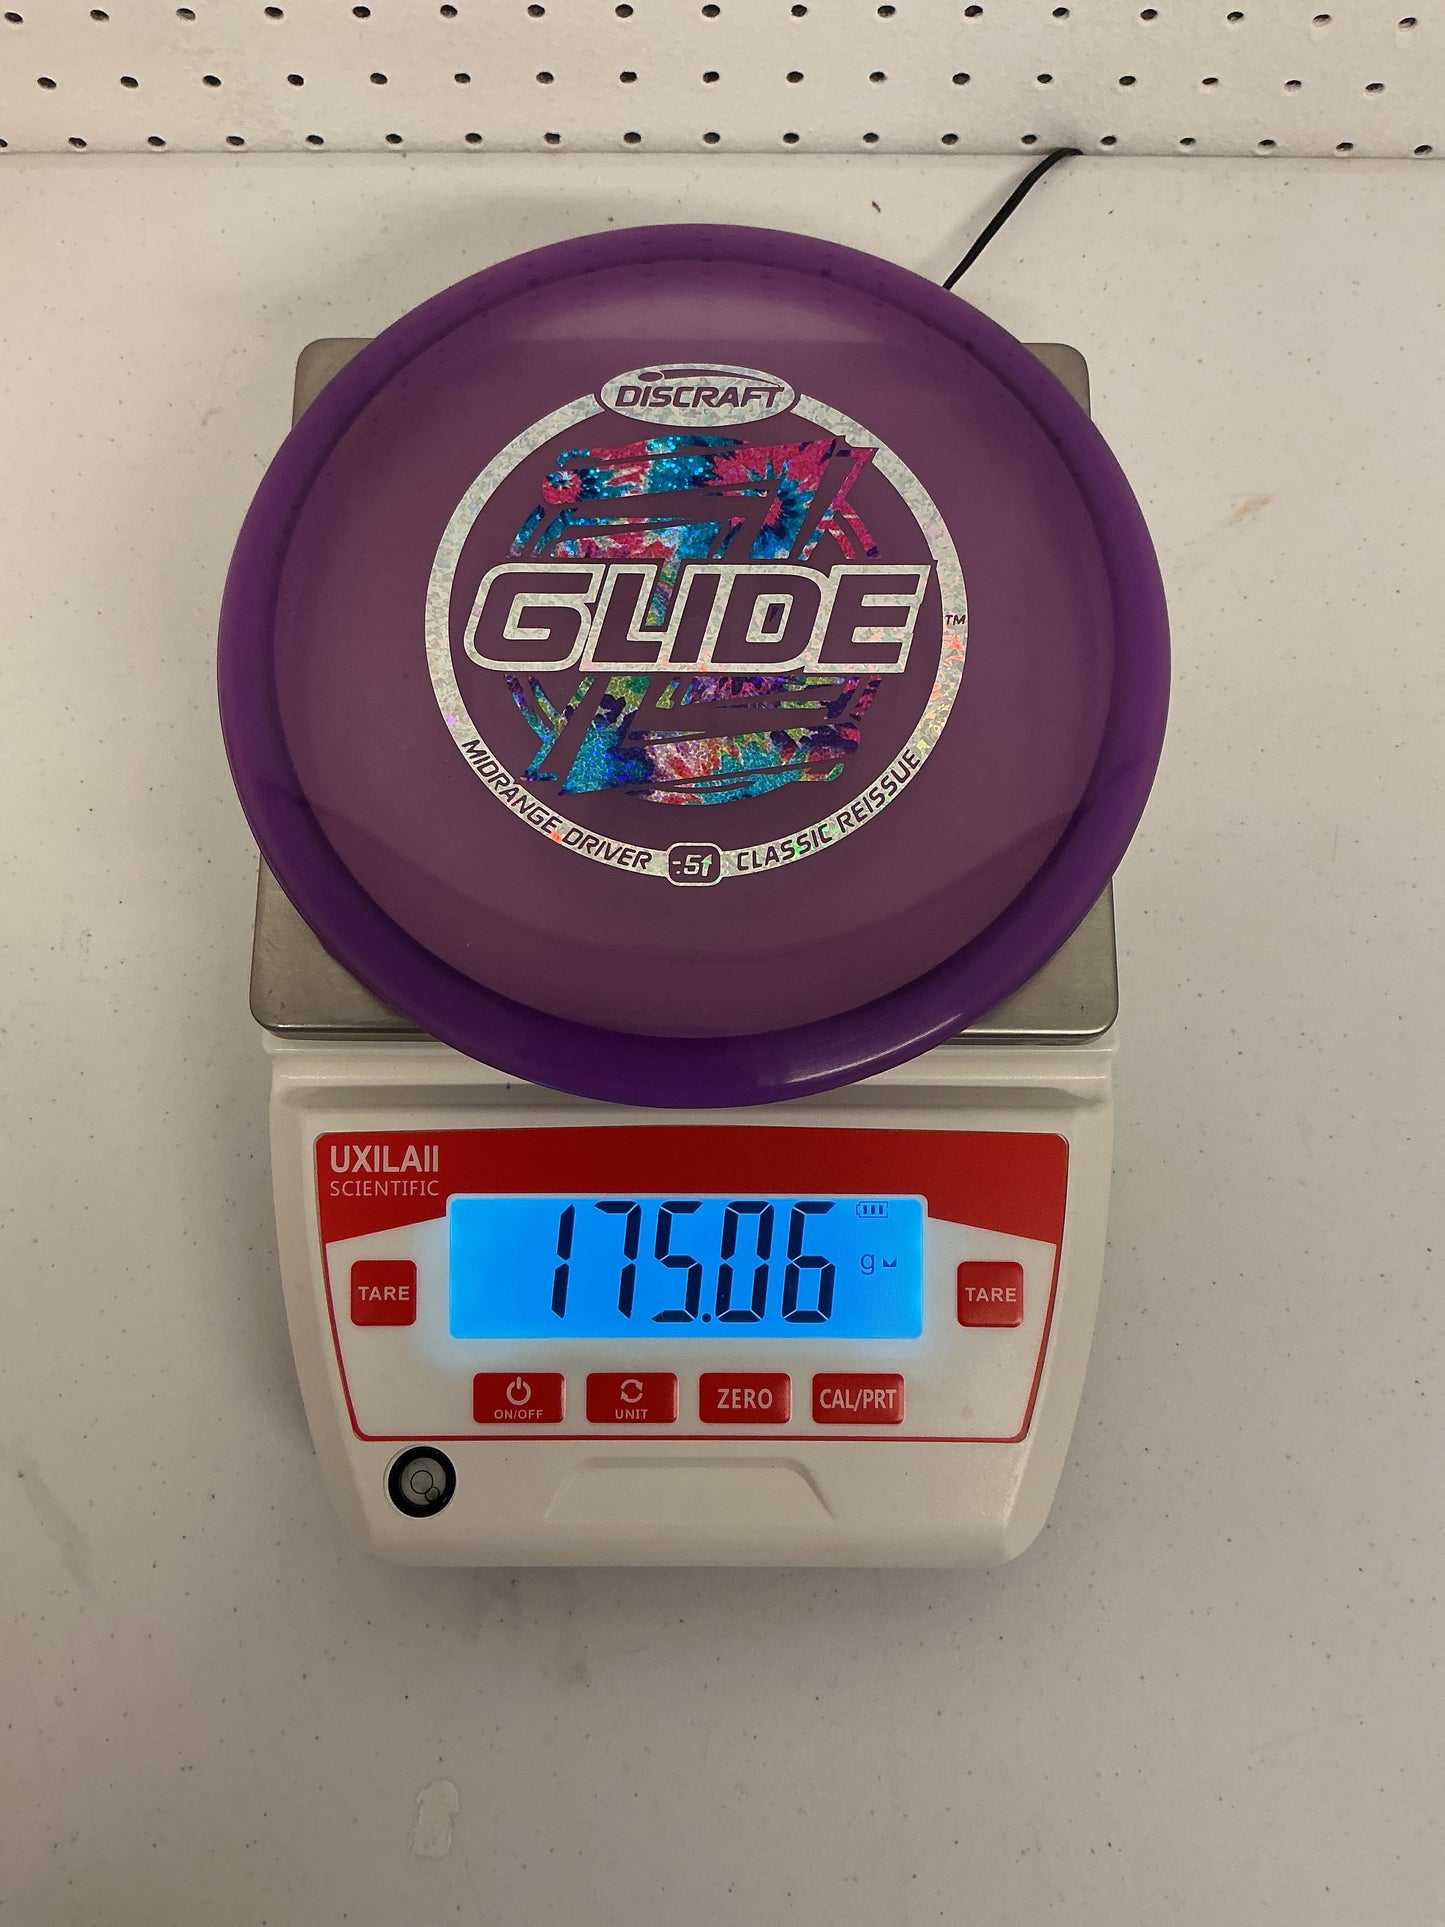 DISCRAFT
GLIDE
TM
MIDRANGE DRIVER -.5↑ CLASSIC REISSUE
UXILAII
SCIENTIFIC
175.06 g
TARE
TARE
ON/OFF UNIT ZERO CAL/PRT